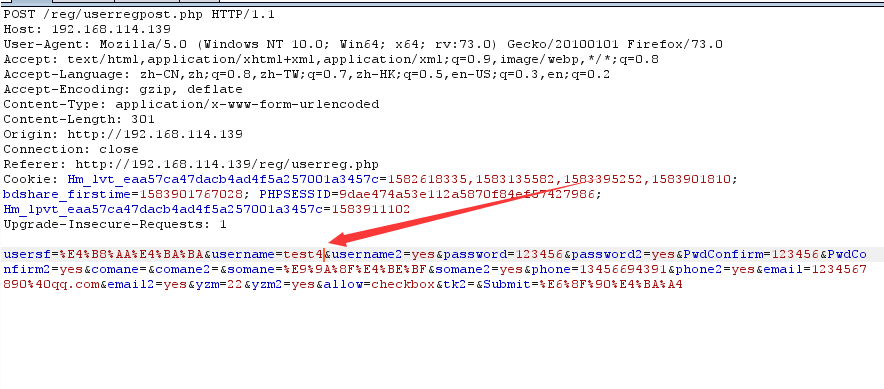 POST /reg/userregpost.php HTTP/1.1
Host: 192.168.114.139
User-Agent: Mozilla/5.0 (Windows NT 10.0; Win64; x64; rv:73.0) Gecko/20100101 Firefox/73.0
Accept: text/html,application/xhtml+xml,application/xml;q=0.9,image/webp,*/*;q=0.8
Accept-Language: zh-CN,zh;q=0.8,zh-TW;q=0.7,zh-HK;q=0.5,en-US;q=0.3,en;q=0.2
Accept-Encoding: gzip, deflate
Content-Type: application/x-www-form-urlencoded
Content-Length: 301
Origin: http://192.168.114.139
Connection: close
Referer: http://192.168.114.139/reg/userreg.php
Cookie: Hm_lvt_eaa57ca47dacb4ad4f5a257001a3457c=1582618335,1583135582,1583395252,1583901810;
bdshare_firstime=1583901767028; PHPSESSID=9dae474a53e112a5870f84ef57427986;
Hm_lpvt_eaa57ca47dacb4ad4f5a257001a3457c=1583911102
Upgrade-Insecure-Requests: 1
usersf=%E4%B8%AA%E4%BA%BA&username=test4&username2=yes&password=123456&password2=yes&PwdConfirm=123456&PwdCo
nfirm2=yes&comane=&comane2=&somane=%E9%9A%8F%E4%BE%BF&somane2=yes&phone=13456694391&phone2=yes&email=1234567
890%40qq.com&email2=yes&yzm=22&yzm2=yes&allow=checkbox&tk2=&Submit=%E6%8F%90%E4%BA%A4